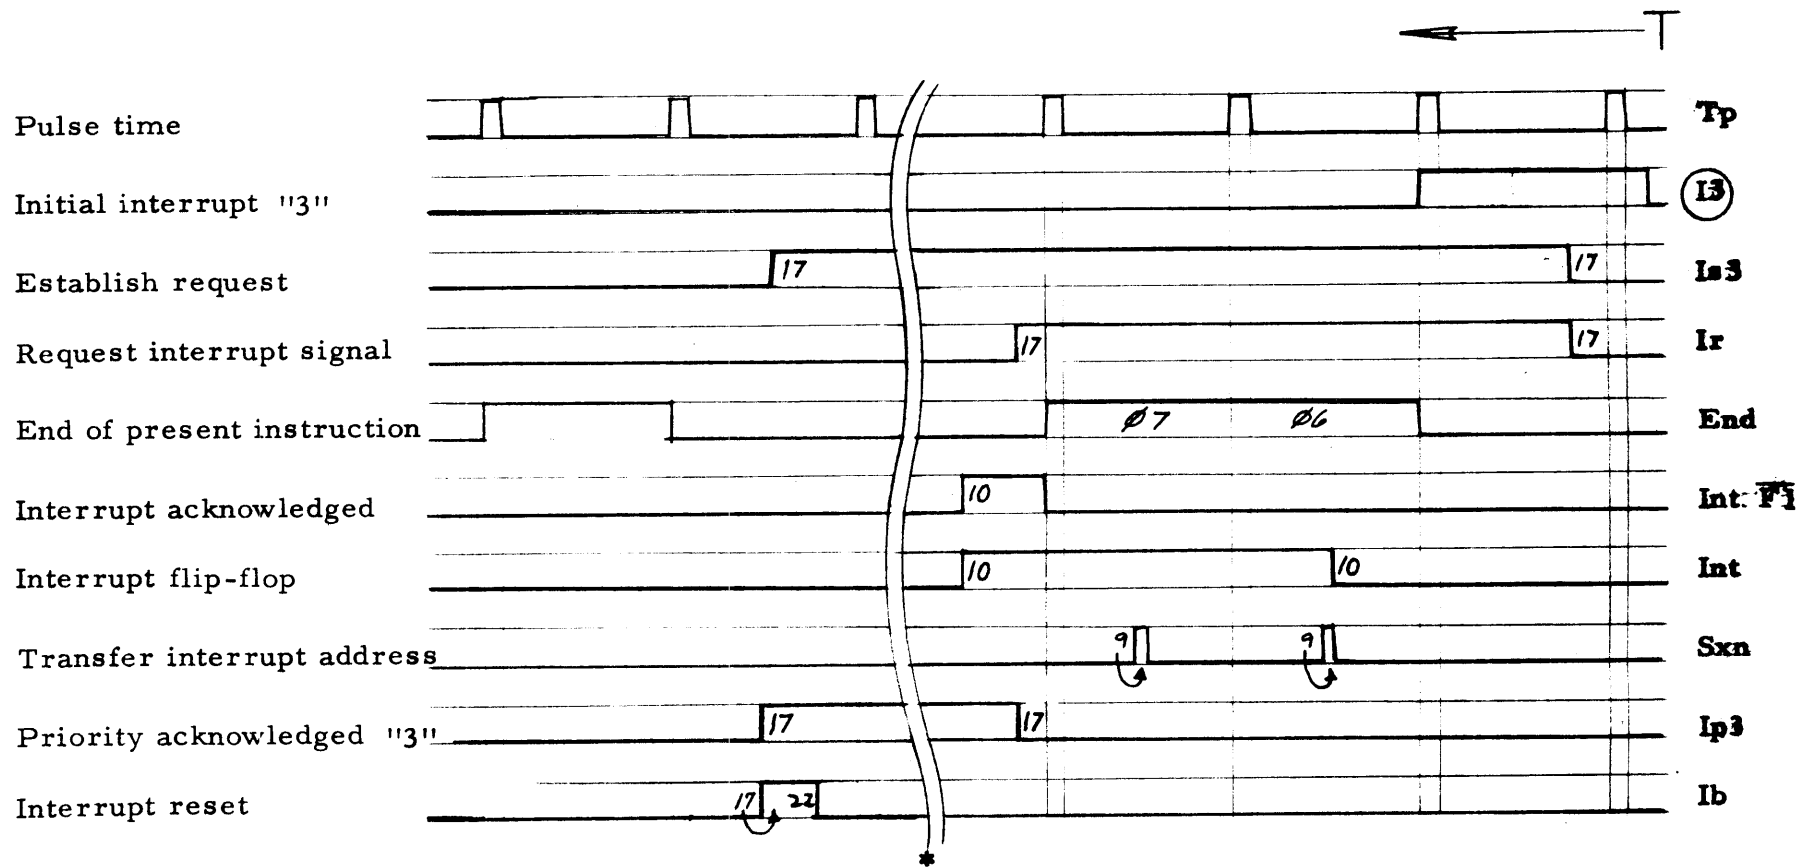 T
Pulse time Tp
Initial interrupt "3" I3
Establish request 17 17 Is3
Request interrupt signal 17 17 Ir
End of present instruction ø7 ø6 End
Interrupt acknowledged 10 Int. F1
Interrupt flip-flop 10 10 Int
Transfer interrupt address 9 9 Sxn
Priority acknowledged "3" 17 17 Ip3
Interrupt reset 17 22 Ib
*